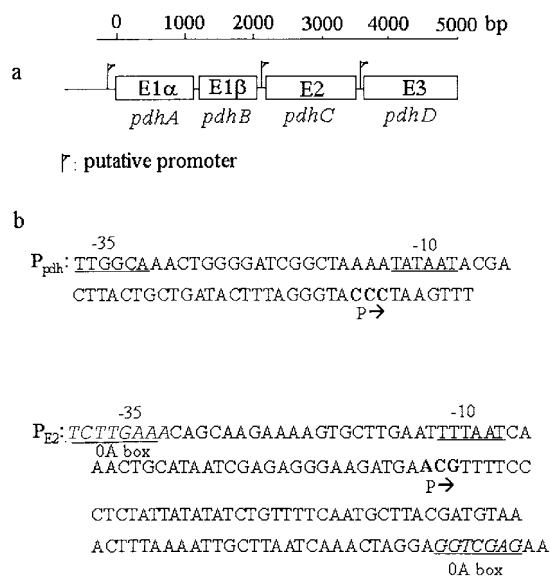 0 1000 2000 3000 4000 5000 bp
a
E1α E1β E2 E3
pdhA pdhB pdhC pdhD
: putative promoter
b
-35 -10
Ppdh: TTGGCAAACTGGGGATCGGCTAAAATATAATACGA
CTTACTGCTGATACTTTAGGGTACCCTAAGTTT
P→
-35 -10
PE2: TCTTGAAACAGCAAGAAAAGTGCTTGAATTTTAATCA
0A box
AACTGCATAATCGAGAGGGAAGATGAACGTTTTCC
P→
CTCTATTATATATCTGTTTTCAATGCTTACGATGTAA
ACTTTAAAATTGCTTAATCAAACTAGGAGGTCGAGAA
0A box